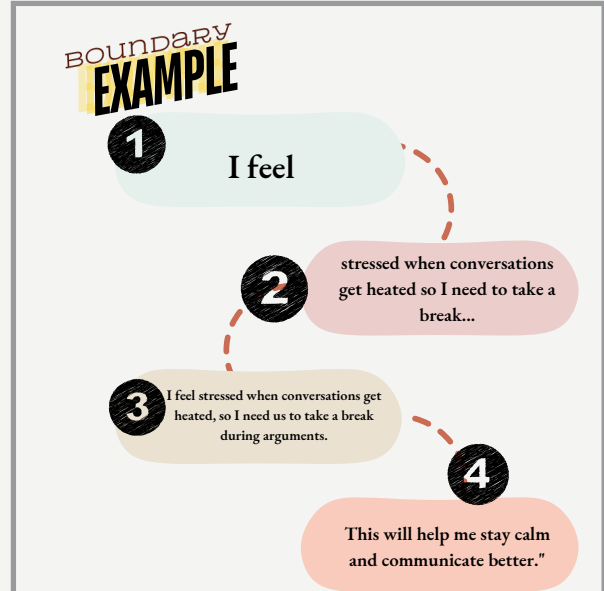 BOUNDARY
EXAMPLE
1
I feel
2
stressed when conversations
get heated so I need to take a
break...
3
I feel stressed when conversations get
heated, so I need us to take a break
during arguments.
4
This will help me stay calm
and communicate better."